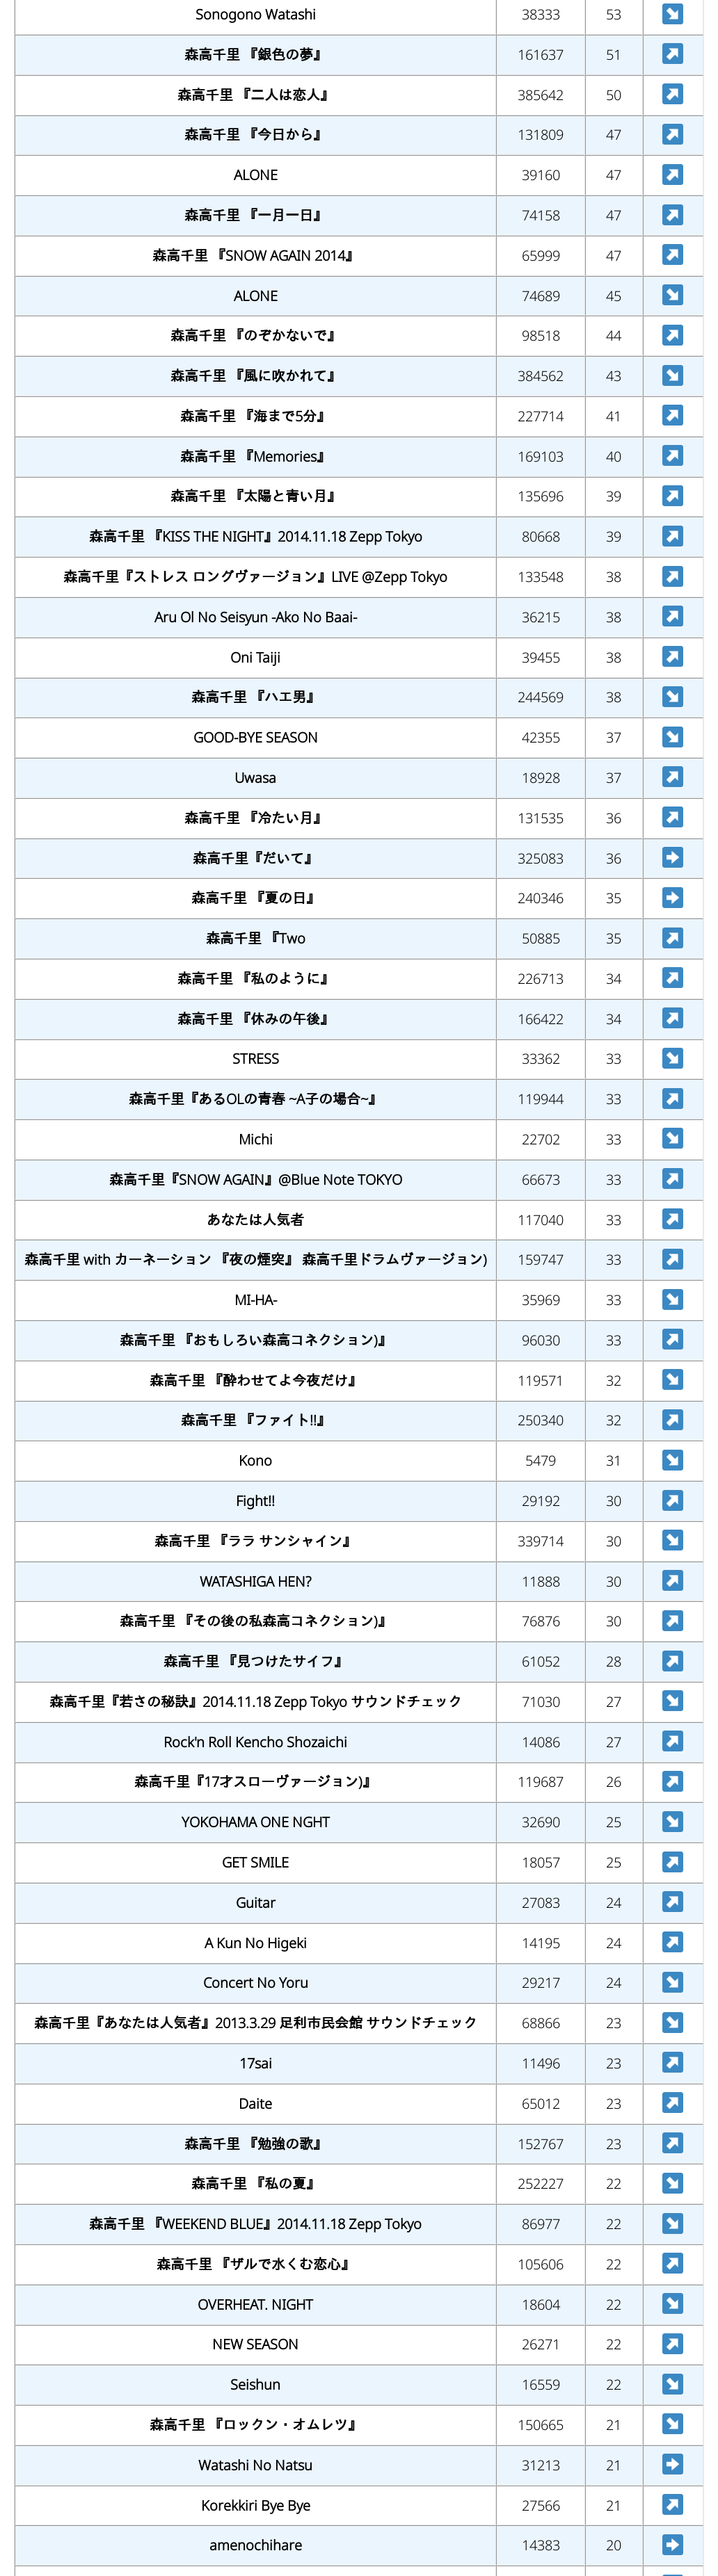 Sonogono Watashi 38333 53
森高千里 『銀色の夢』 161637 51
森高千里 『二人は恋人』 385642 50
森高千里 『今日から』 131809 47
ALONE 39160 47
森高千里 『一月一日』 74158 47
森高千里 『SNOW AGAIN 2014』 65999 47
ALONE 74689 45
森高千里 『のぞかないで』 98518 44
森高千里 『風に吹かれて』 384562 43
森高千里 『海まで5分』 227714 41
森高千里 『Memories』 169103 40
森高千里 『太陽と青い月』 135696 39
森高千里 『KISS THE NIGHT』2014.11.18 Zepp Tokyo 80668 39
森高千里『ストレス ロングヴァージョン』LIVE @Zepp Tokyo 133548 38
Aru Ol No Seisyun -Ako No Baai- 36215 38
Oni Taiji 39455 38
森高千里 『ハエ男』 244569 38
GOOD-BYE SEASON 42355 37
Uwasa 18928 37
森高千里 『冷たい月』 131535 36
森高千里『だいて』 325083 36
森高千里 『夏の日』 240346 35
森高千里 『Two 50885 35
森高千里 『私のように』 226713 34
森高千里 『休みの午後』 166422 34
STRESS 33362 33
森高千里『あるOLの青春 ~A子の場合~』 119944 33
Michi 22702 33
森高千里『SNOW AGAIN』@Blue Note TOKYO 66673 33
あなたは人気者 117040 33
森高千里 with カーネーション 『夜の煙突』 森高千里ドラムヴァージョン) 159747 33
MI-HA- 35969 33
森高千里 『おもしろい森高コネクション)』 96030 33
森高千里 『酔わせてよ今夜だけ』 119571 32
森高千里 『ファイト!!』 250340 32
Kono 5479 31
Fight!! 29192 30
森高千里 『ララ サンシャイン』 339714 30
WATASHIGA HEN? 11888 30
森高千里 『その後の私森高コネクション)』 76876 30
森高千里 『見つけたサイフ』 61052 28
森高千里『若さの秘訣』2014.11.18 Zepp Tokyo サウンドチェック 71030 27
Rock'n Roll Kencho Shozaichi 14086 27
森高千里『17才スローヴァージョン)』 119687 26
YOKOHAMA ONE NGHT 32690 25
GET SMILE 18057 25
Guitar 27083 24
A Kun No Higeki 14195 24
Concert No Yoru 29217 24
森高千里『あなたは人気者』2013.3.29 足利市民会館 サウンドチェック 68866 23
17sai 11496 23
Daite 65012 23
森高千里 『勉強の歌』 152767 23
森高千里 『私の夏』 252227 22
森高千里 『WEEKEND BLUE』2014.11.18 Zepp Tokyo 86977 22
森高千里 『ザルで水くむ恋心』 105606 22
OVERHEAT. NIGHT 18604 22
NEW SEASON 26271 22
Seishun 16559 22
森高千里 『ロックン・オムレツ』 150665 21
Watashi No Natsu 31213 21
Korekkiri Bye Bye 27566 21
amenochihare 14383 20